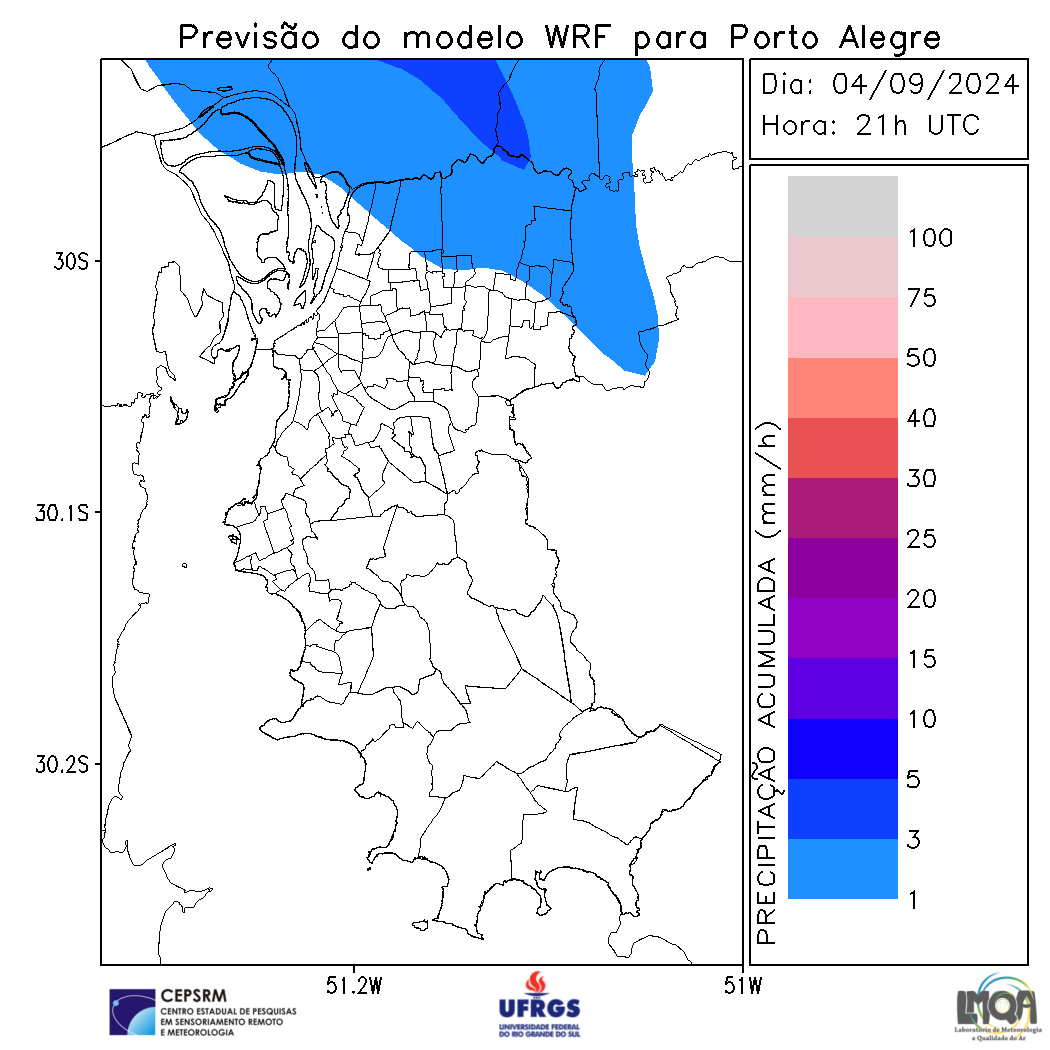 Previsão do modelo WRF para Porto Alegre
Dia: 04/09/2024
Hora: 21h UTC
30S
30.1S
30.2S
51.2W
51W
PRECIPITAÇÃO ACUMULADA (mm/h)
100
75
50
40
30
25
20
15
10
5
3
1
CEPSRM
CENTRO ESTADUAL DE PESQUISAS
EM SENSORIAMENTO REMOTO
E METEOROLOGIA
UFRGS
UNIVERSIDADE FEDERAL
DO RIO GRANDE DO SUL
LMQA
Laboratório de Meteorologia
e Qualidade do Ar